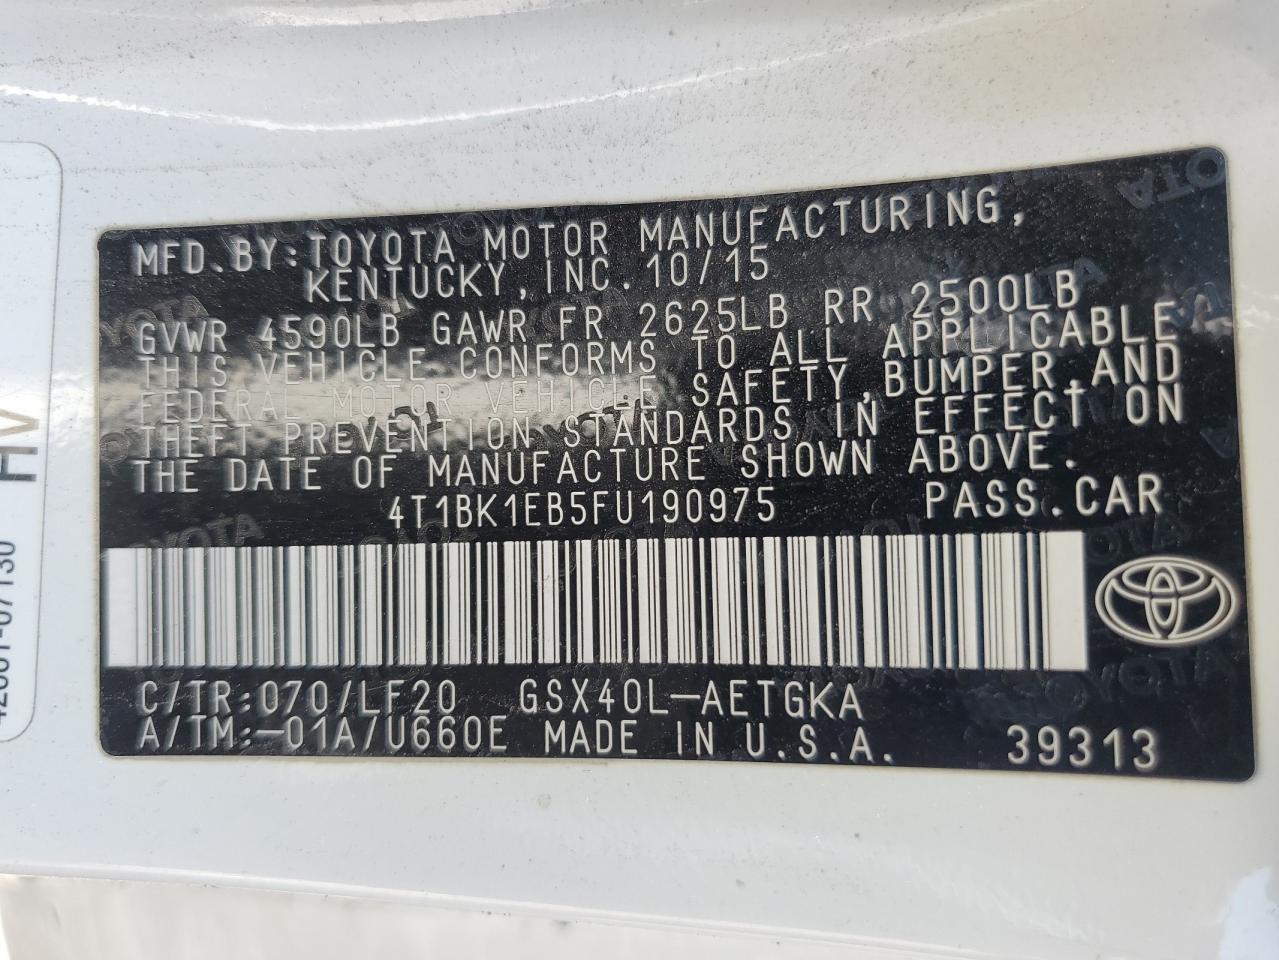 MFD.BY:TOYOTA MOTOR MANUFACTURING,
KENTUCKY,INC. 10/15
GVWR 4590LB GAWR FR 2625LB RR 2500LB
THIS VEHICLE CONFORMS TO ALL APPLICABLE
FEDERAL MOTOR VEHICLE SAFETY,BUMPER,AND
THEFT PREVENTION STANDARDS IN EFFECT ON
THE DATE OF MANUFACTURE SHOWN ABOVE.
4T1BK1EB5FU190975 PASS.CAR
C/TR:070/LF20 GSX40L-AETGKA
A/TM:-01A/U660E MADE IN U.S.A. 39313
HV